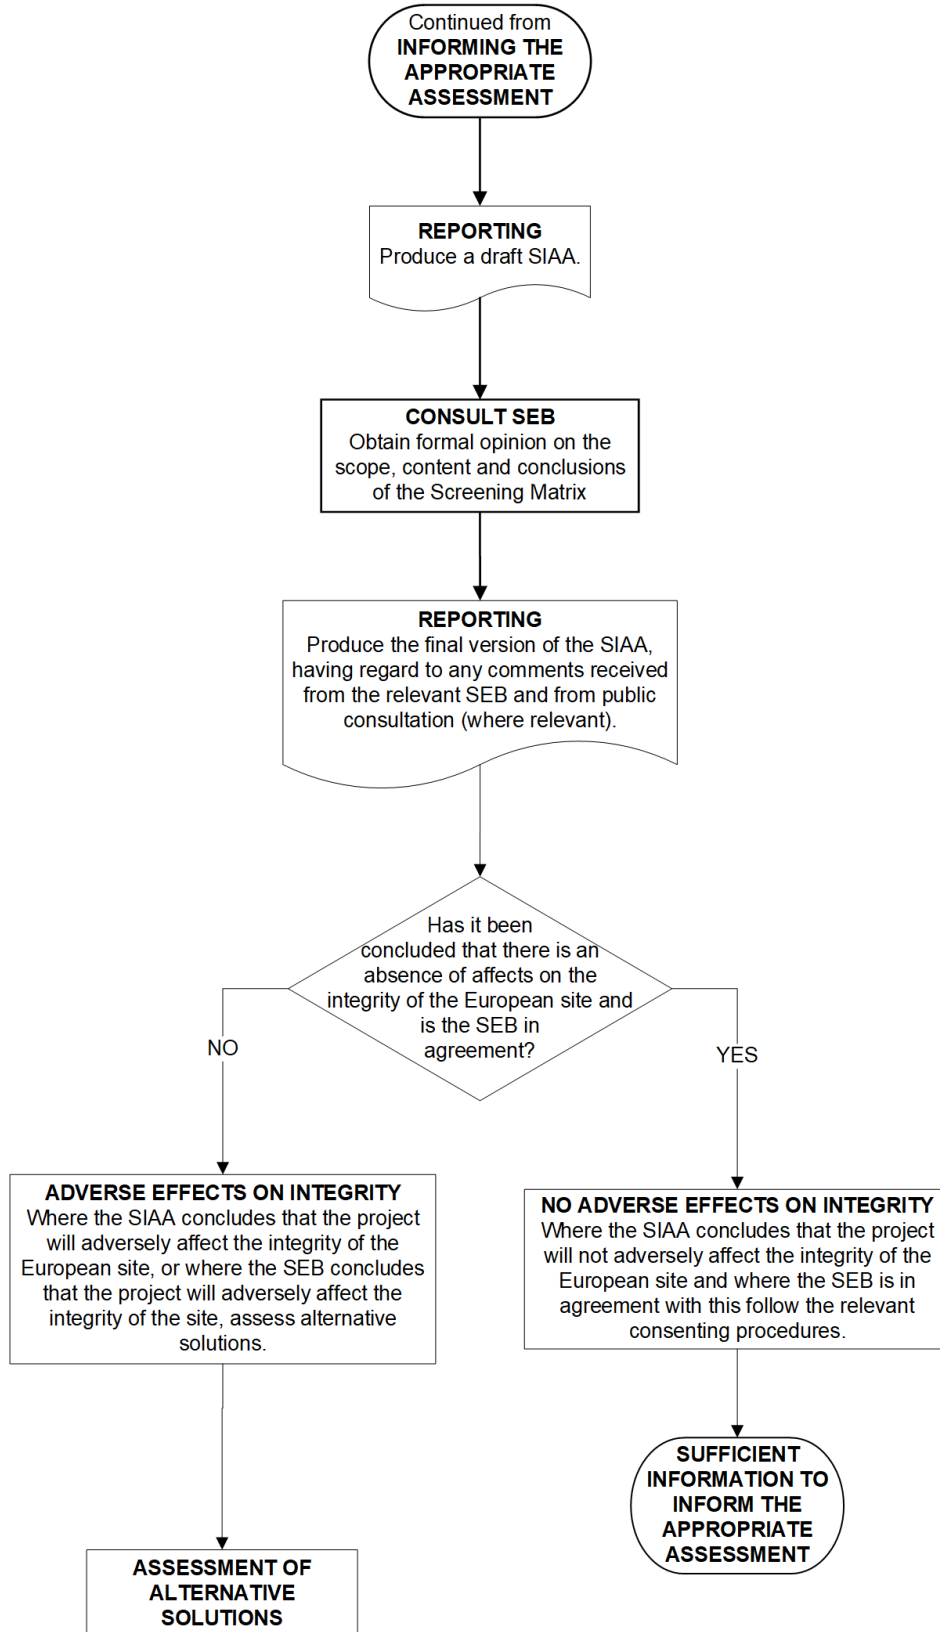 Continued from
INFORMING THE
APPROPRIATE
ASSESSMENT
REPORTING
Produce a draft SIAA.
CONSULT SEB
Obtain formal opinion on the
scope, content and conclusions
of the Screening Matrix
REPORTING
Produce the final version of the SIAA,
having regard to any comments received
from the relevant SEB and from public
consultation (where relevant).
Has it been
concluded that there is an
absence of affects on the
integrity of the European site and
is the SEB in
agreement?
NO
YES
ADVERSE EFFECTS ON INTEGRITY
Where the SIAA concludes that the project
will adversely affect the integrity of the
European site, or where the SEB concludes
that the project will adversely affect the
integrity of the site, assess alternative
solutions.
NO ADVERSE EFFECTS ON INTEGRITY
Where the SIAA concludes that the project
will not adversely affect the integrity of the
European site and where the SEB is in
agreement with this follow the relevant
consenting procedures.
SUFFICIENT
INFORMATION TO
INFORM THE
APPROPRIATE
ASSESSMENT
ASSESSMENT OF
ALTERNATIVE
SOLUTIONS